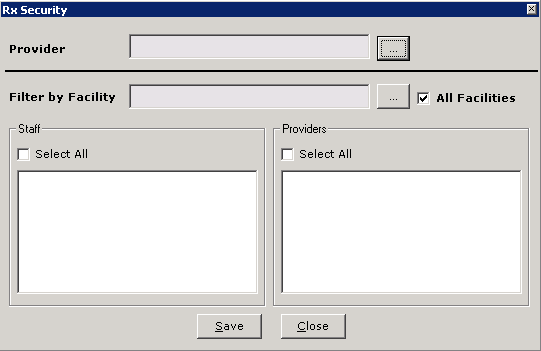 Rx Security
Provider
...
Filter by Facility
...
All Facilities
Staff
Select All
Providers
Select All
Save
Close